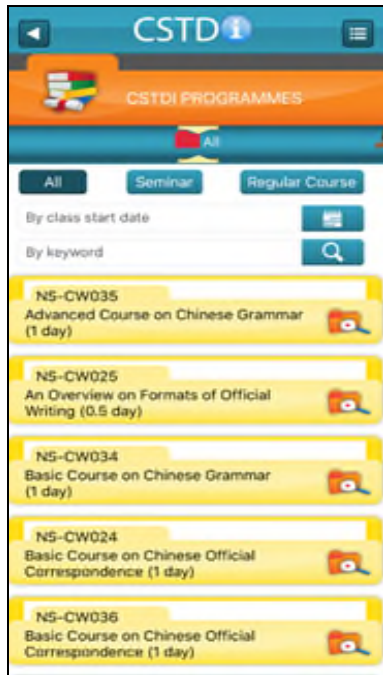 CSTDi
CSTDI PROGRAMMES
All
All Seminar Regular Course
By class start date
By keyword
NS-CW035
Advanced Course on Chinese Grammar
(1 day)
NS-CW025
An Overview on Formats of Official
Writing (0.5 day)
NS-CW034
Basic Course on Chinese Grammar
(1 day)
NS-CW024
Basic Course on Chinese Official
Correspondence (1 day)
NS-CW036
Basic Course on Chinese Official
Correspondence (1 day)